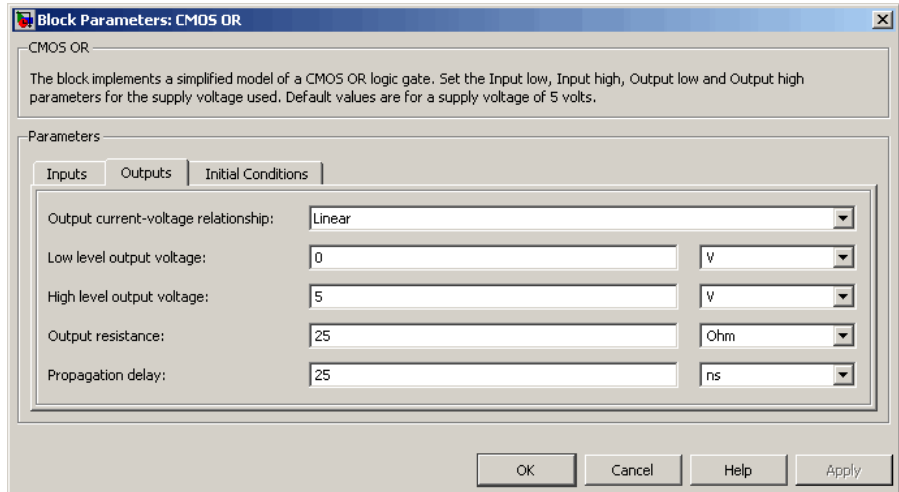 Block Parameters: CMOS OR
CMOS OR
The block implements a simplified model of a CMOS OR logic gate. Set the Input low, Input high, Output low and Output high
parameters for the supply voltage used. Default values are for a supply voltage of 5 volts.
Parameters
Inputs Outputs Initial Conditions
Output current-voltage relationship: Linear
Low level output voltage: 0 V
High level output voltage: 5 V
Output resistance: 25 Ohm
Propagation delay: 25 ns
OK Cancel Help Apply